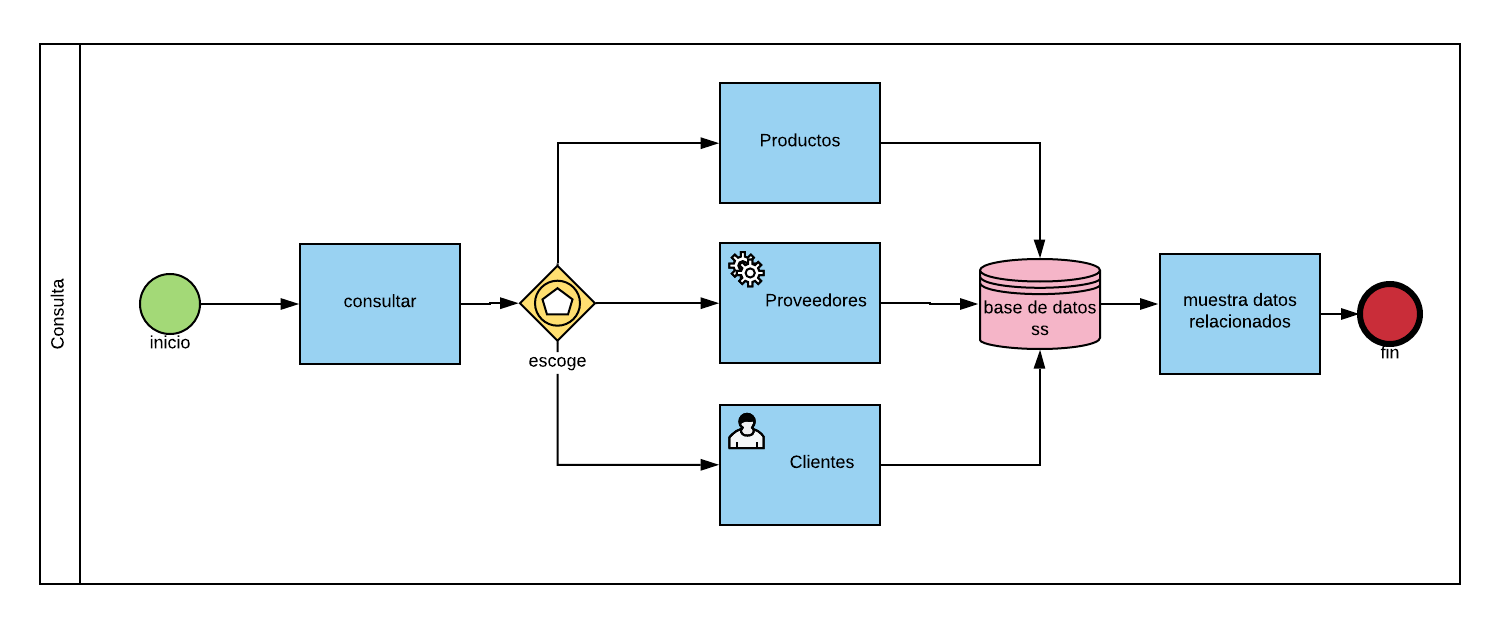 Consulta
inicio
consultar
escoge
Productos
Proveedores
Clientes
base de datos
ss
muestra datos
relacionados
fin